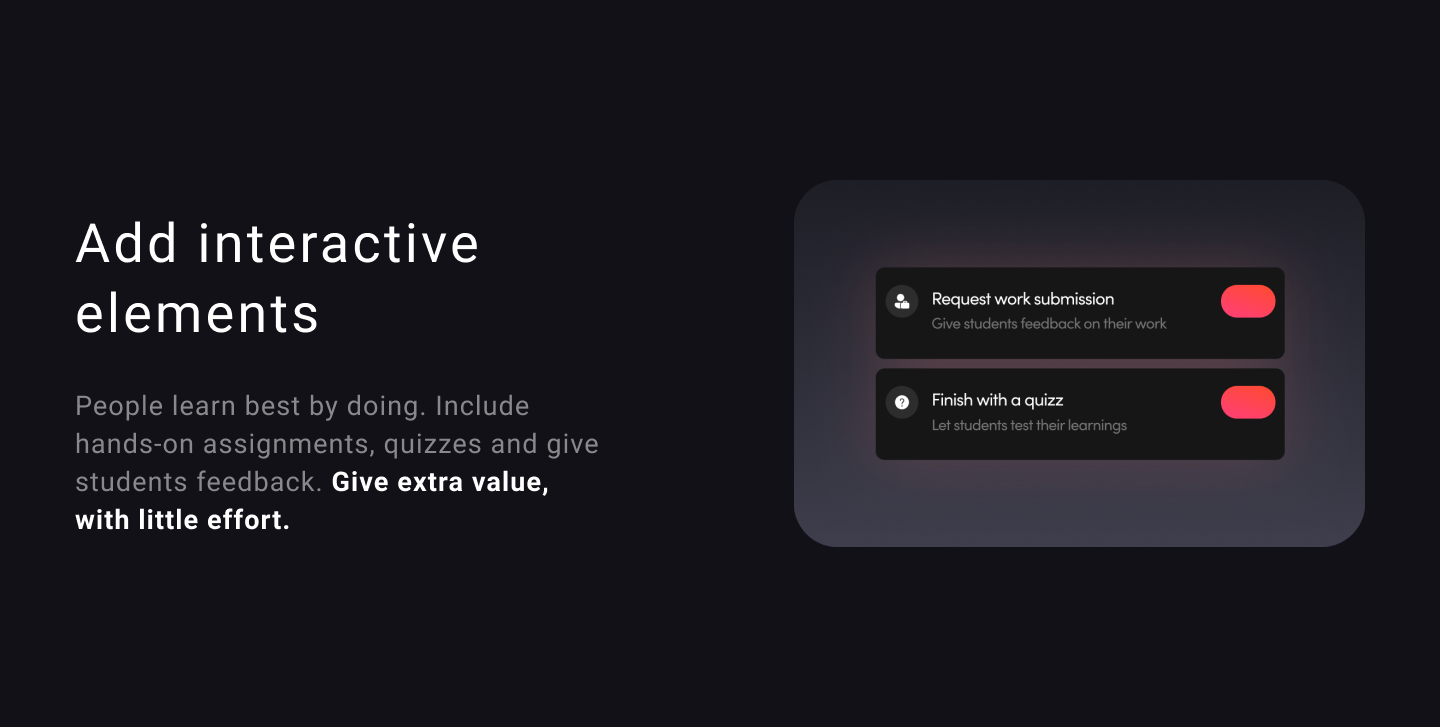 Add interactive
elements
People learn best by doing. Include
hands-on assignments, quizzes and give
students feedback. Give extra value,
with little effort.
Request work submission
Give students feedback on their work
Finish with a quizz
Let students test their learnings